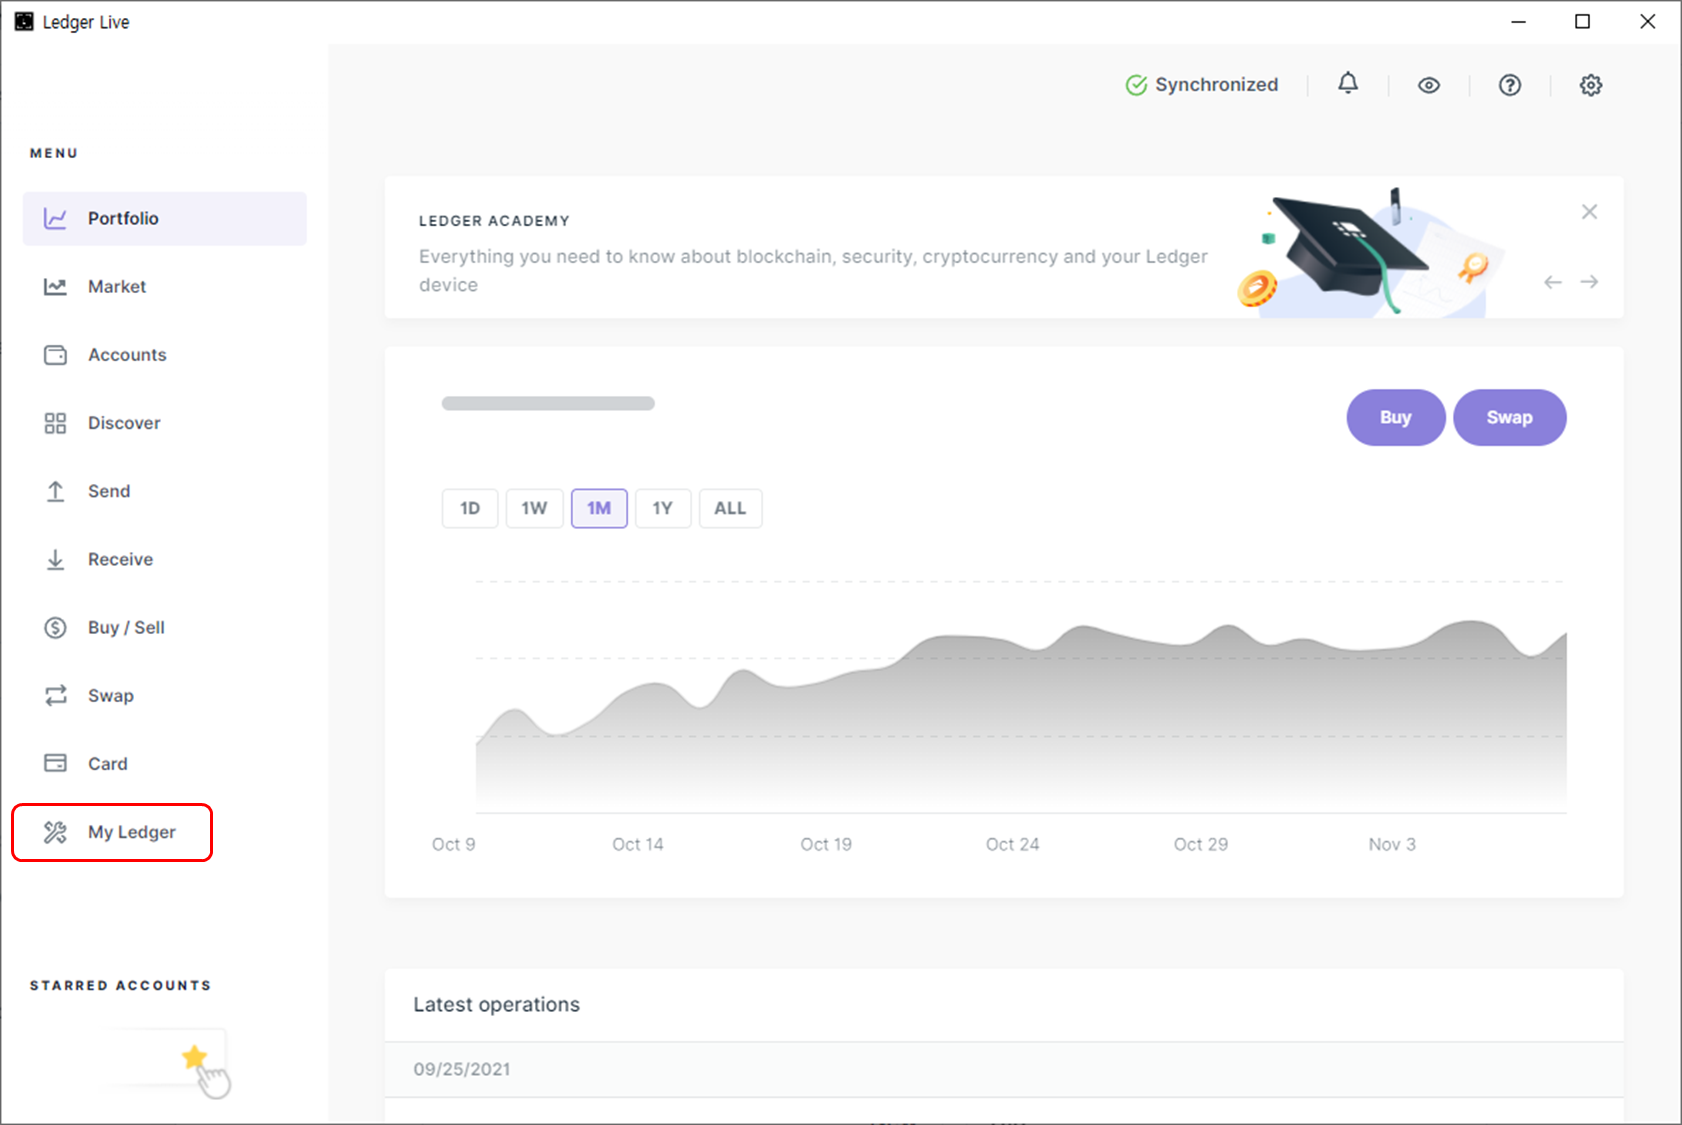 Ledger Live
Synchronized
MENU
Portfolio
Market
Accounts
Discover
Send
Receive
Buy / Sell
Swap
Card
My Ledger
STARRED ACCOUNTS
LEDGER ACADEMY
Everything you need to know about blockchain, security, cryptocurrency and your Ledger
device
Buy
Swap
1D
1W
1M
1Y
ALL
Oct 9
Oct 14
Oct 19
Oct 24
Oct 29
Nov 3
Latest operations
09/25/2021